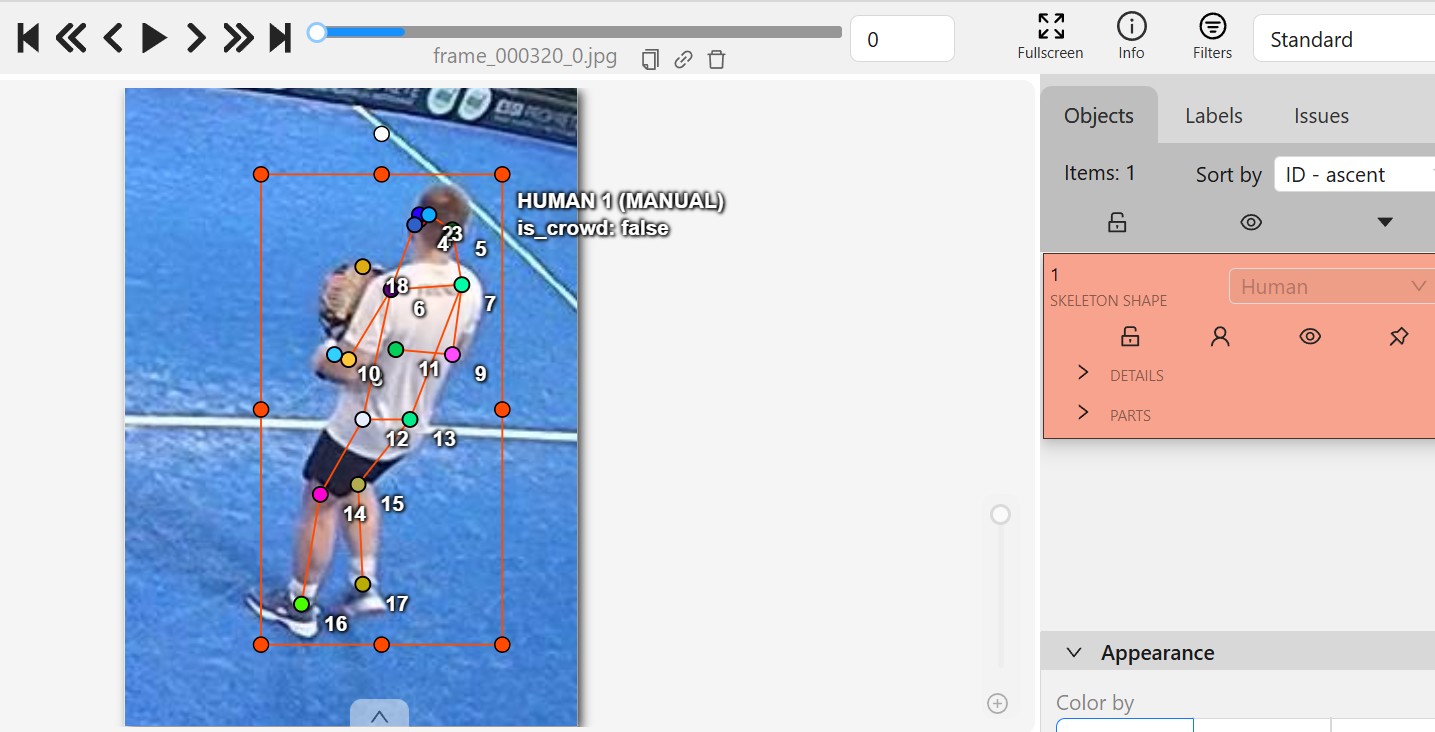 0
frame_000320_0.jpg
Fullscreen
Info
Filters
Standard
Objects
Labels
Issues
Items: 1
Sort by
ID - ascent
HUMAN 1 (MANUAL)
is_crowd: false
1
SKELETON SHAPE
Human
DETAILS
PARTS
23
4
5
18
6
7
10
11
9
12
13
14
15
16
17
Appearance
Color by